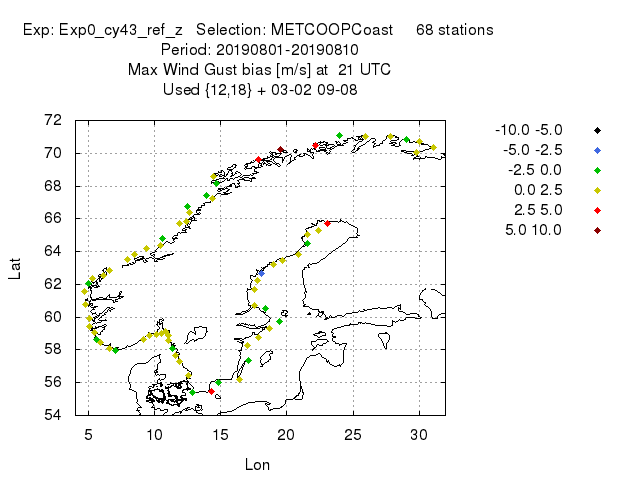 Exp: Exp0_cy43_ref_z Selection: METCOOPCoast 68 stations
Period: 20190801-20190810
Max Wind Gust bias [m/s] at 21 UTC
Used {12,18} + 03-02 09-08
72
70
68
66
64
62
60
58
56
54
Lat
5 10 15 20 25 30
Lon
-10.0 -5.0
-5.0 -2.5
-2.5 0.0
0.0 2.5
2.5 5.0
5.0 10.0